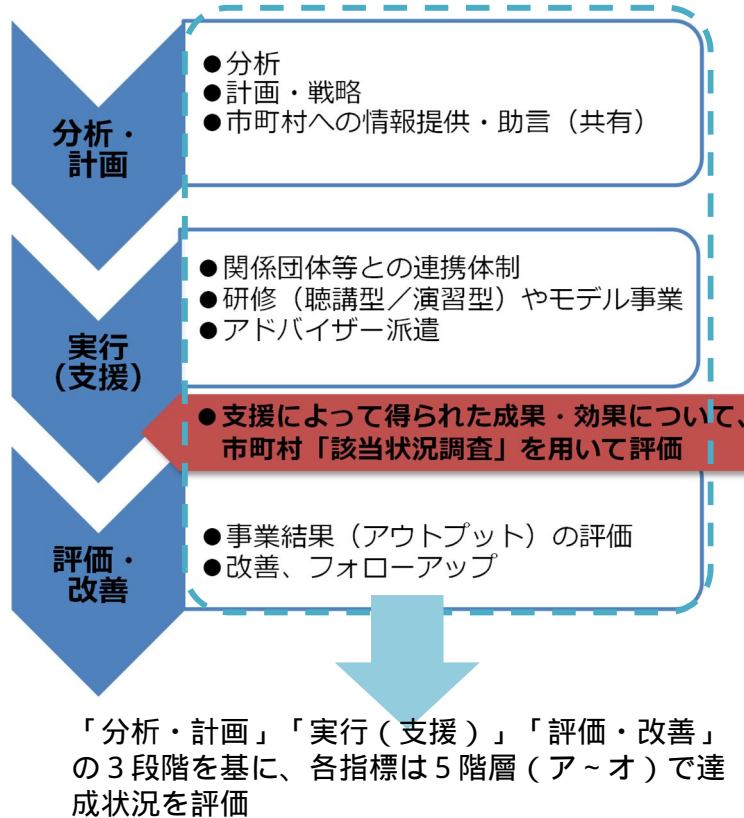 分析・
計画
●分析
●計画・戦略
●市町村への情報提供・助言（共有）
実行
(支援)
●関係団体等との連携体制
●研修（聴講型／演習型）やモデル事業
●アドバイザー派遣
●支援によって得られた成果・効果について、
市町村「該当状況調査」を用いて評価
評価・
改善
●事業結果（アウトプット）の評価
●改善、フォローアップ
「分析・計画」「実行（支援）」「評価・改善」
の３段階を基に、各指標は５階層（ア～オ）で達
成状況を評価